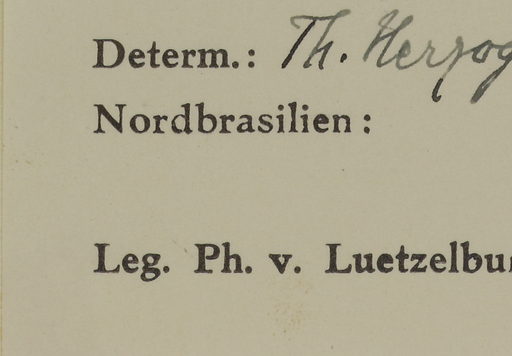 Determ.: Th. Herzog
Nordbrasilien:
Leg. Ph. v. Luetzelbu